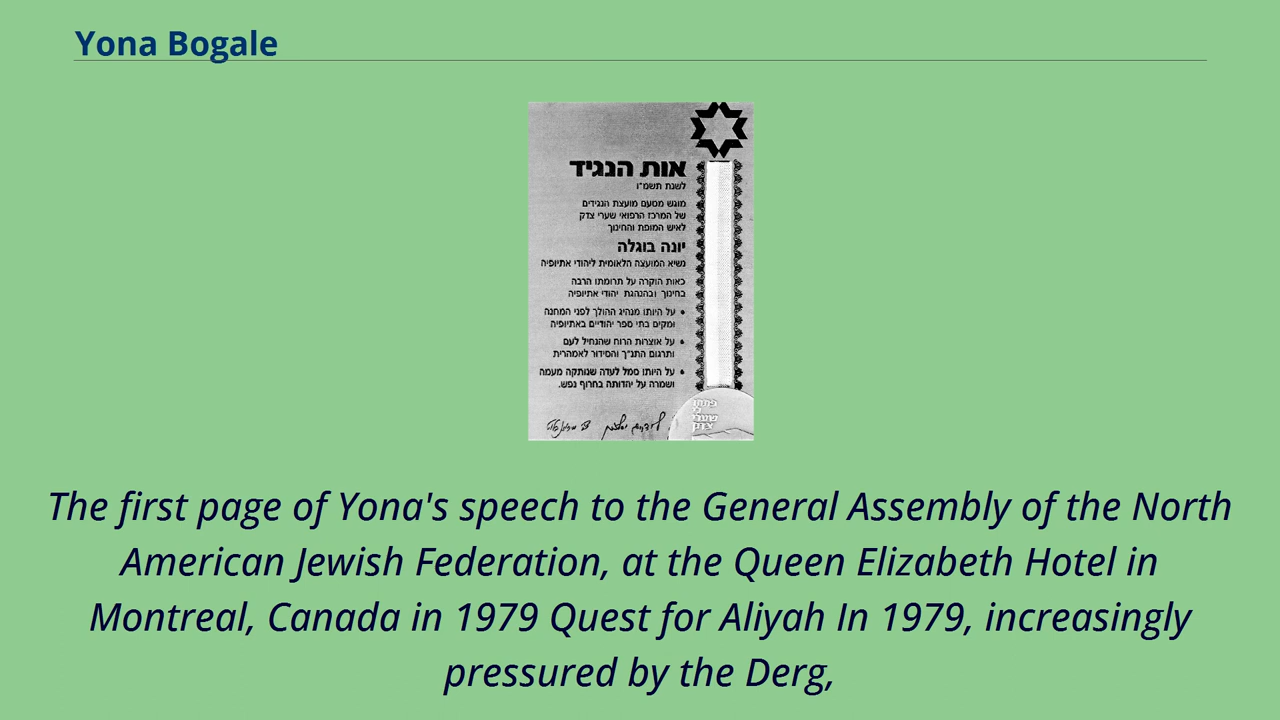 Yona Bogale
אות הנגיד
לשנת תשמ"ו
מוגש מטעם מועצת הנגידים
של המרכז הרפואי שערי צדק
לאיש המופת והחינוך
יונה בוגלה
נשיא המועצה הלאומית ליהודי אתיופיה
כאות הוקרה על תרומתו הרבה
בחינוך ובהנהגת יהודי אתיופיה
• על היותו מנהיג ההולך לפני המחנה
ומקים בתי ספר יהודיים באתיופיה
• על אוצרות הרוח שהנחיל לעם
ותרגום התנ"ך והסידור לאמהרית
• על היותו סמל לעדה שנותקה מעמה
ושמרה על יהדותה בחרוף נפש.
פתחו
לי
שערי
צדק
The first page of Yona's speech to the General Assembly of the North
American Jewish Federation, at the Queen Elizabeth Hotel in
Montreal, Canada in 1979 Quest for Aliyah In 1979, increasingly
pressured by the Derg,